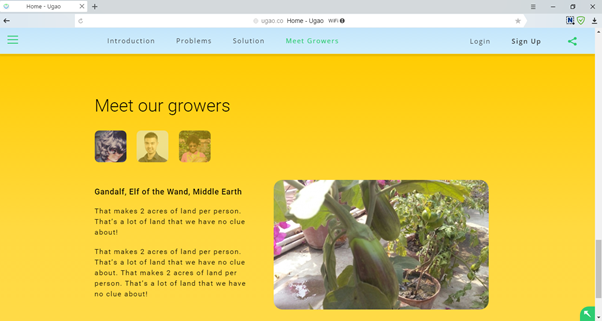 Home - Ugao
ugao.co Home - Ugao WiFi
Introduction Problems Solution Meet Growers Login Sign Up
Meet our growers
Gandalf, Elf of the Wand, Middle Earth
That makes 2 acres of land per person.
That's a lot of land that we have no clue
about!
That makes 2 acres of land per person.
That's a lot of land that we have no clue
about. That makes 2 acres of land per
person. That's a lot of land that we have
no clue about!